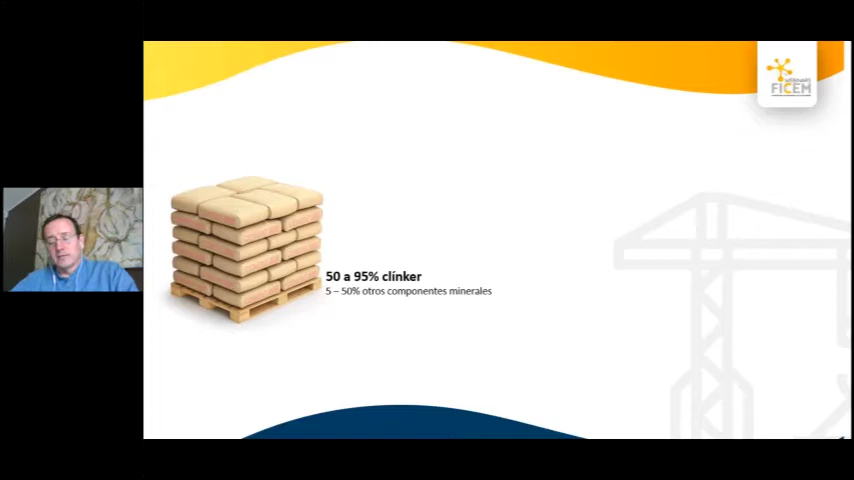 FICEM
50 a 95% clínker
5 – 50% otros componentes minerales